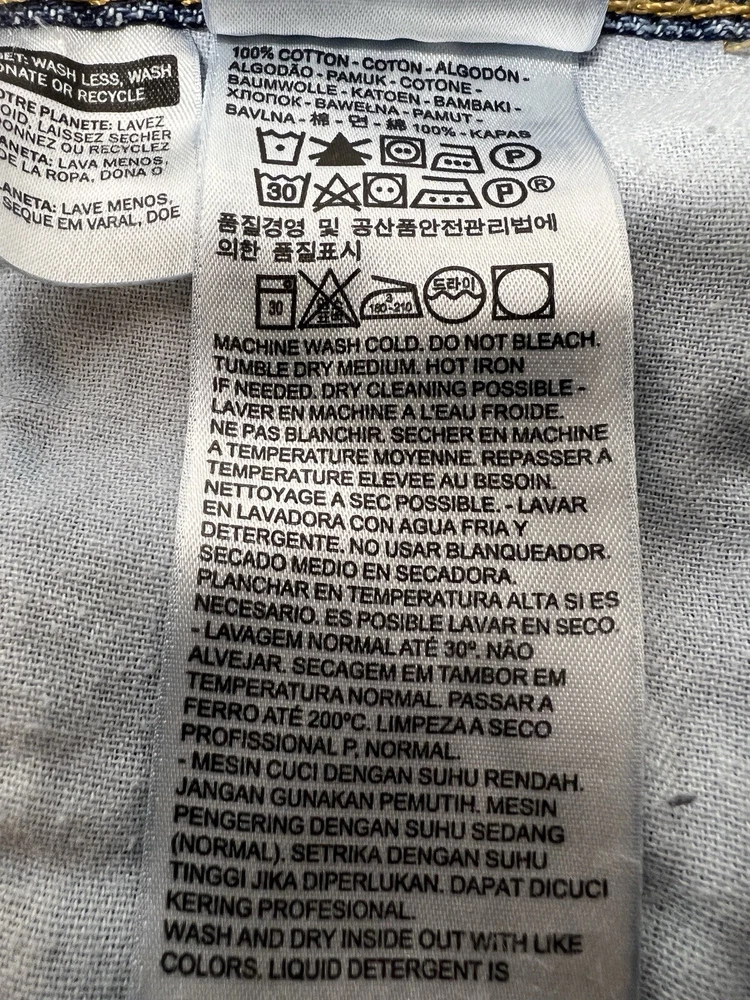 ET: WASH LESS, WASH
ONATE OR RECYCLE
OTRE PLANETE: LAVEZ
OID, LAISSEZ SECHER
ONNEZ OU RECYCLEZ
ANETA: LAVA MENOS,
DE LA ROPA, DONA O
ANETA: LAVE MENOS,
SEQUE EM VARAL, DOE
100% COTTON - COTON - ALGODÓN -
ALGODÃO - PAMUK - COTONE -
BAUMWOLLE - KATOEN - BAMBAKI -
ХЛОПОК - BAWEŁNA - PAMUT -
BAVLNA - 棉 - 면 - 綿 100% - KAPAS
P
30 P®
품질경영 및 공산품안전관리법에
의한 품질표시
30 180-210 드라이
MACHINE WASH COLD. DO NOT BLEACH.
TUMBLE DRY MEDIUM. HOT IRON
IF NEEDED. DRY CLEANING POSSIBLE -
LAVER EN MACHINE A L'EAU FROIDE.
NE PAS BLANCHIR. SECHER EN MACHINE
A TEMPERATURE MOYENNE. REPASSER A
TEMPERATURE ELEVEE AU BESOIN.
NETTOYAGE A SEC POSSIBLE. - LAVAR
EN LAVADORA CON AGUA FRIA Y
DETERGENTE. NO USAR BLANQUEADOR.
SECADO MEDIO EN SECADORA.
PLANCHAR EN TEMPERATURA ALTA SI ES
NECESARIO. ES POSIBLE LAVAR EN SECO.
- LAVAGEM NORMAL ATÉ 30º. NÃO
ALVEJAR. SECAGEM EM TAMBOR EM
TEMPERATURA NORMAL. PASSAR A
FERRO ATÉ 200ºC. LIMPEZA A SECO
PROFISSIONAL P, NORMAL.
- MESIN CUCI DENGAN SUHU RENDAH.
JANGAN GUNAKAN PEMUTIH. MESIN
PENGERING DENGAN SUHU SEDANG
(NORMAL). SETRIKA DENGAN SUHU
TINGGI JIKA DIPERLUKAN. DAPAT DICUCI
KERING PROFESIONAL.
WASH AND DRY INSIDE OUT WITH LIKE
COLORS. LIQUID DETERGENT IS